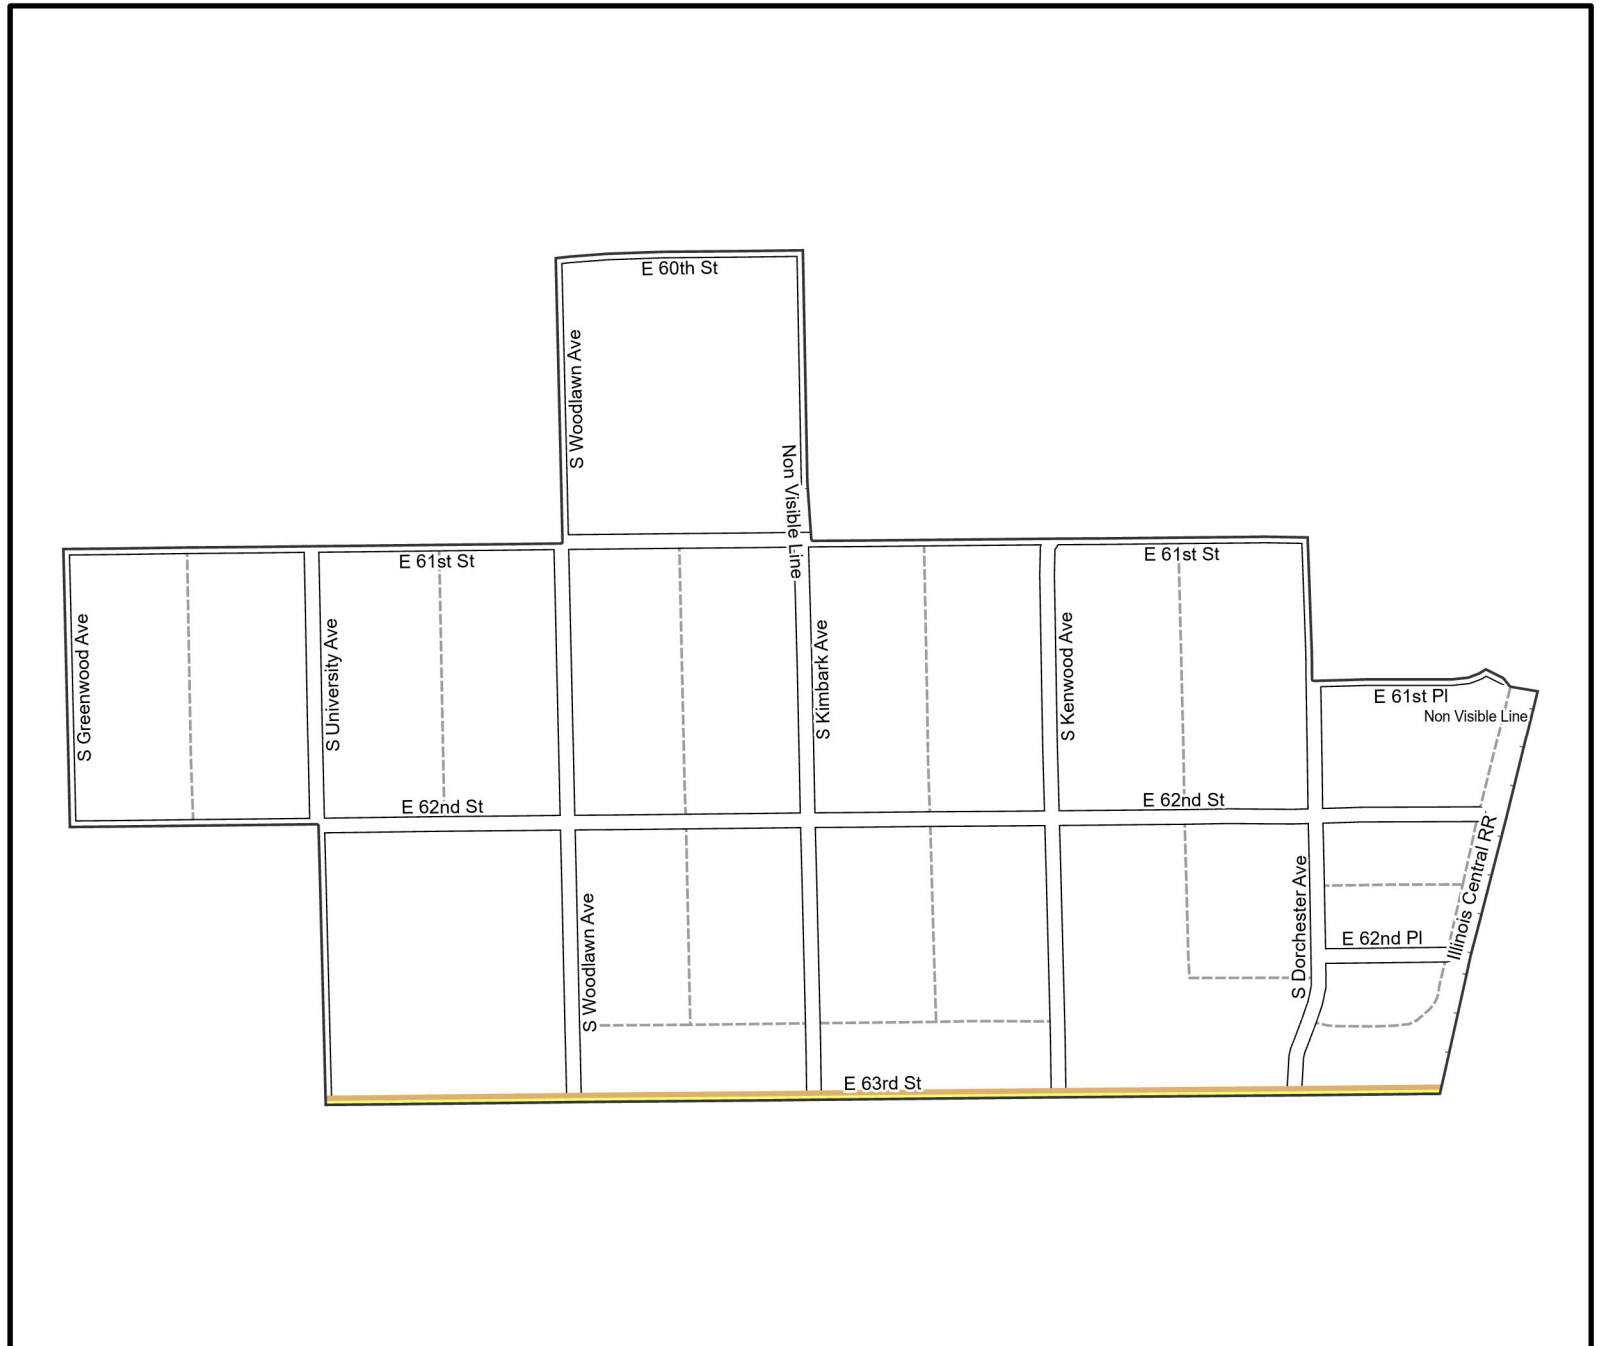 E 60th St
S Woodlawn Ave
Non Visible Line
E 61st St
E 61st St
S Greenwood Ave
S University Ave
S Kimbark Ave
S Kenwood Ave
E 61st Pl
Non Visible Line
E 62nd St
E 62nd St
Illinois Central RR
S Woodlawn Ave
S Dorchester Ave
E 62nd Pl
E 63rd St